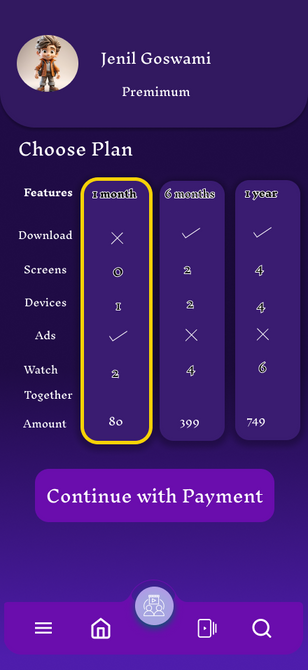 Jenil Goswami
Premimum
Choose Plan
Features 1 month 6 months 1 year
Download
Screens 0 2 4
Devices 1 2 4
Ads
Watch 2 4 6
Together
Amount 80 399 749
Continue with Payment